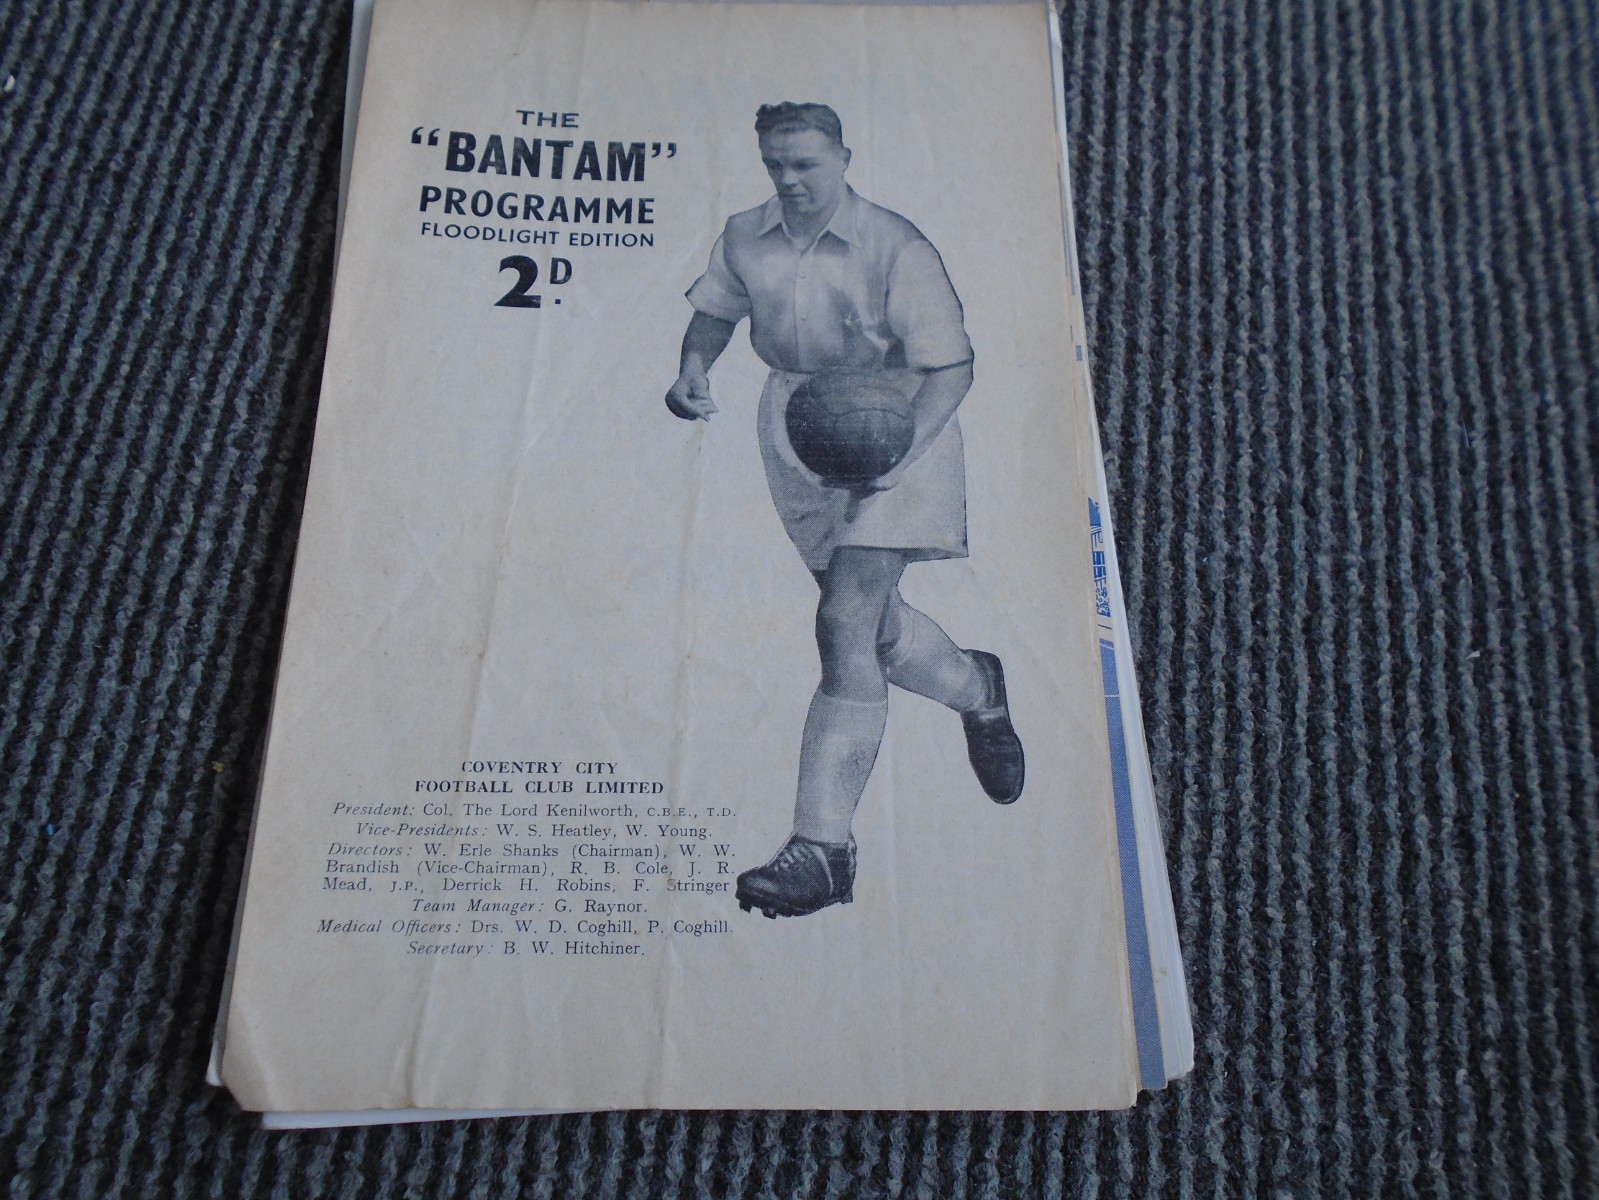 THE
"BANTAM"
PROGRAMME
FLOODLIGHT EDITION
2D.
COVENTRY CITY
FOOTBALL CLUB LIMITED
President: Col. The Lord Kenilworth, C.B.E., T.D.
Vice-Presidents: W. S. Heatley, W. Young.
Directors: W. Erle Shanks (Chairman), W. W.
Brandish (Vice-Chairman), R. B. Cole, J. R.
Mead, J.P., Derrick H. Robins, F. Stringer
Team Manager: G. Raynor.
Medical Officers: Drs. W. D. Coghill, P. Coghill.
Secretary: B. W. Hitchiner.